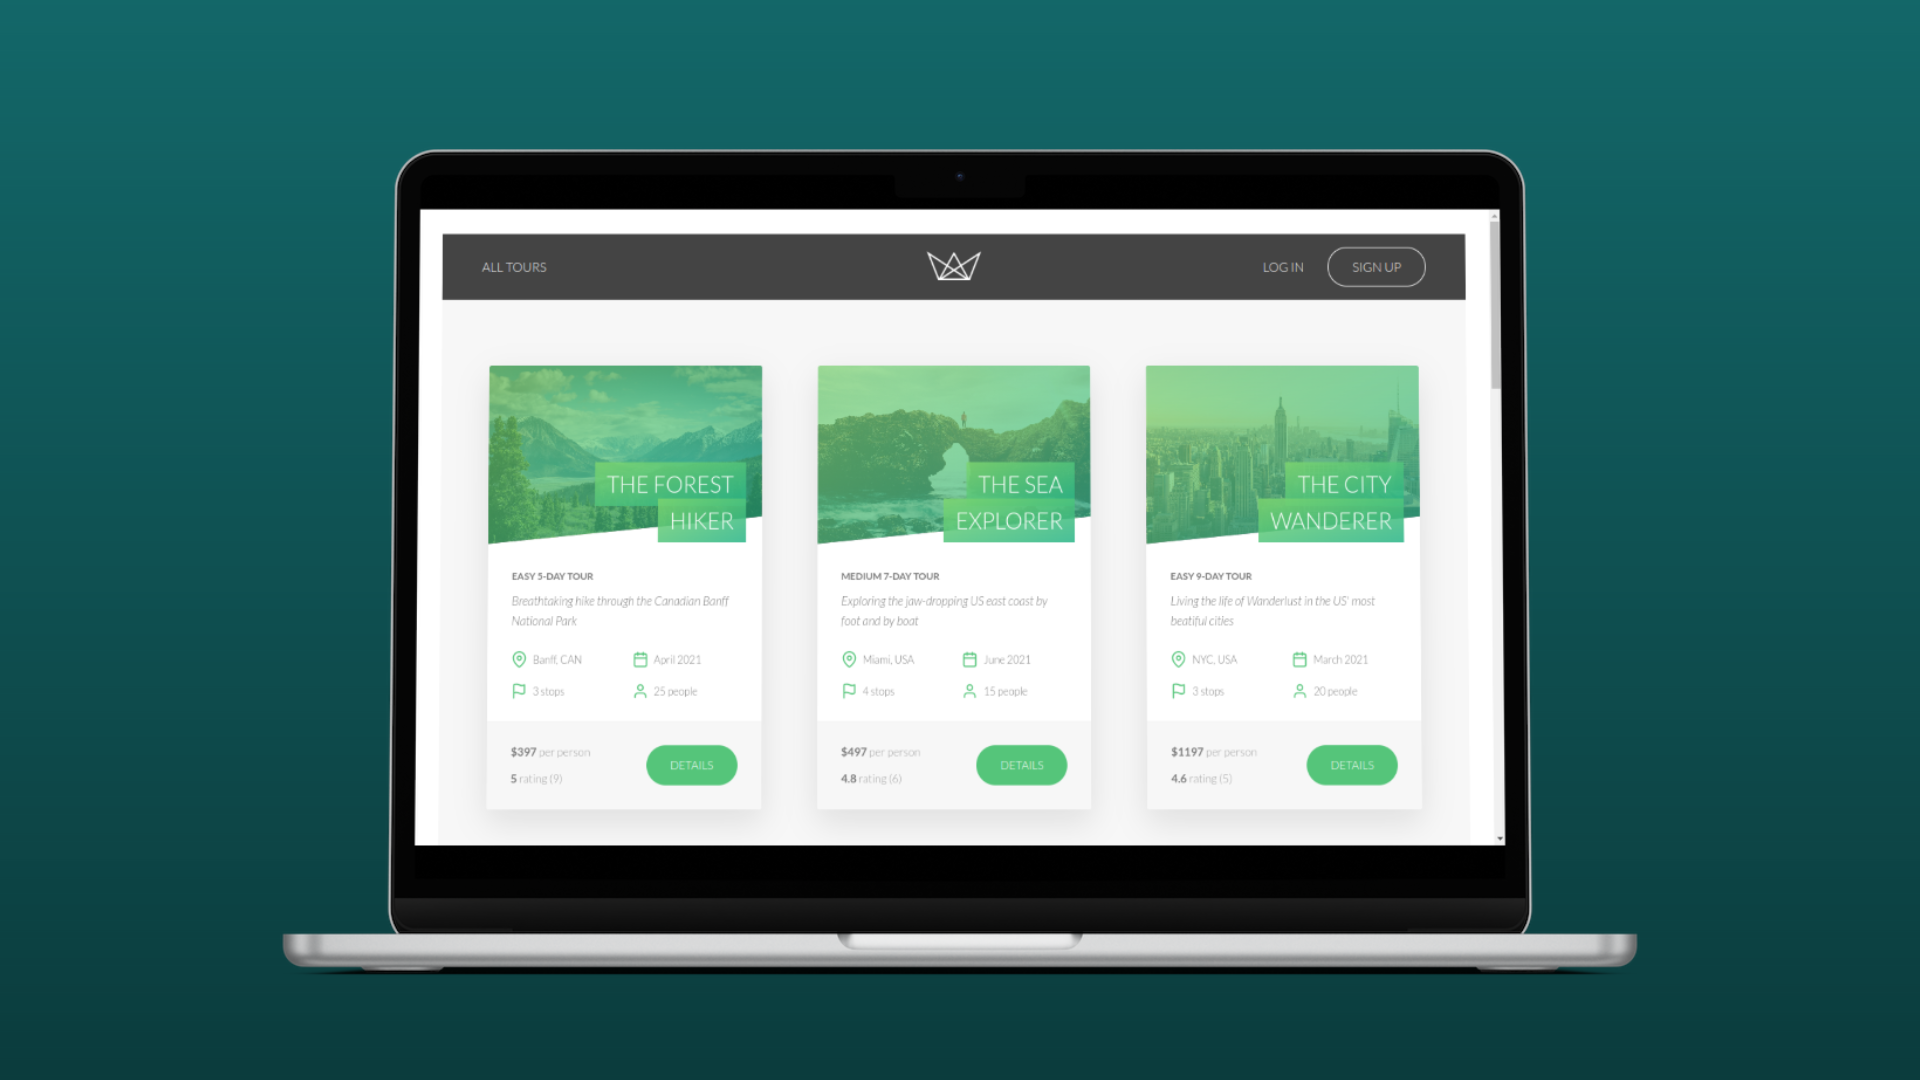 ALL TOURS
LOG IN
SIGN UP
THE FOREST
HIKER
EASY 5-DAY TOUR
Breathtaking hike through the Canadian Banff
National Park
Banff, CAN
April 2021
3 stops
25 people
$397 per person
5 rating (9)
DETAILS
THE SEA
EXPLORER
MEDIUM 7-DAY TOUR
Exploring the jaw-dropping US east coast by
foot and by boat
Miami, USA
June 2021
4 stops
15 people
$497 per person
4.8 rating (6)
DETAILS
THE CITY
WANDERER
EASY 9-DAY TOUR
Living the life of Wanderlust in the US' most
beatiful cities
NYC, USA
March 2021
3 stops
20 people
$1197 per person
4.6 rating (5)
DETAILS